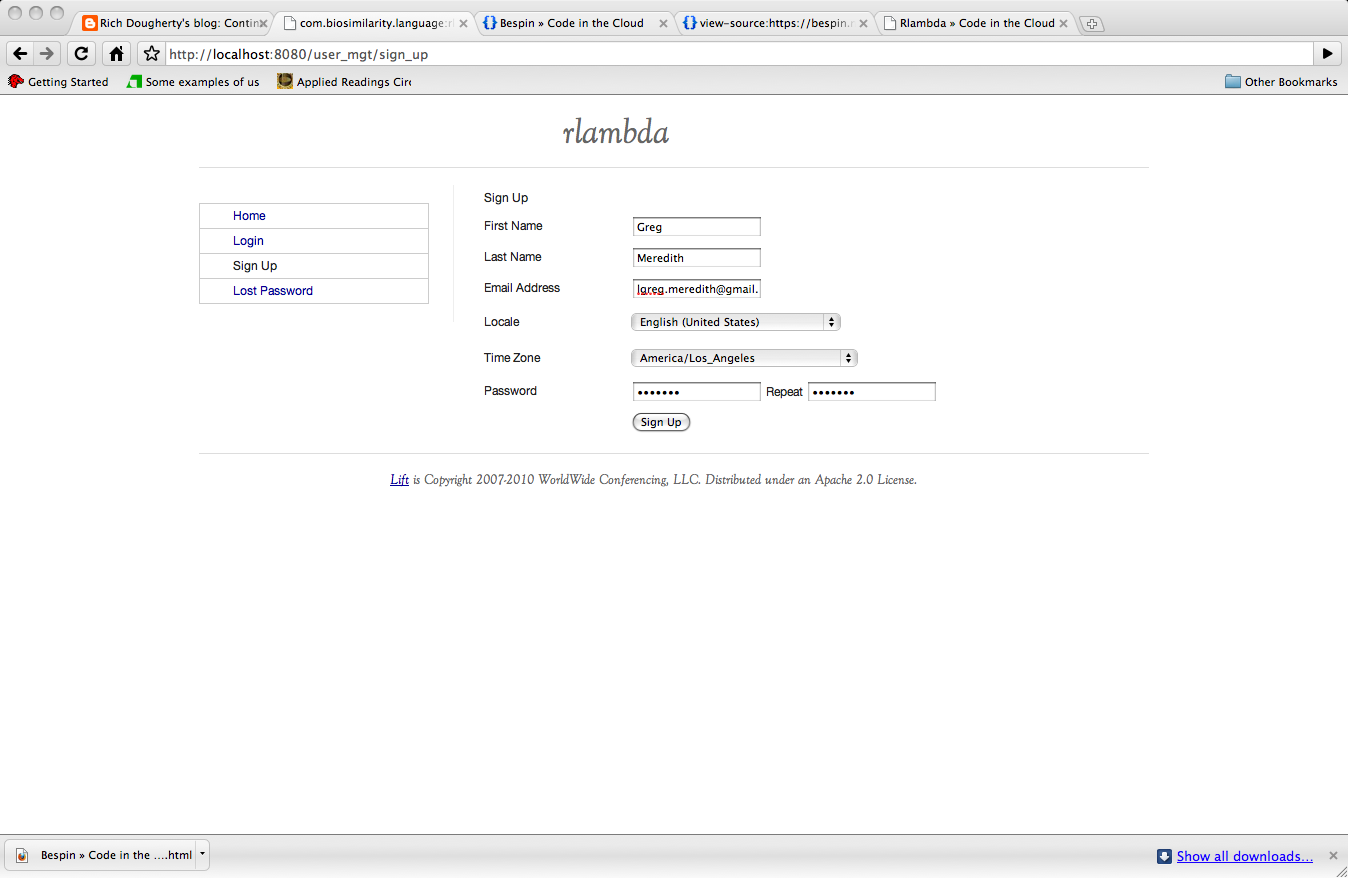 Rich Dougherty's blog: Contin
com.biosimilarity.language:rl
Bespin » Code in the Cloud
view-source:https://bespin.
Rlambda » Code in the Cloud
http://localhost:8080/user_mgt/sign_up
Getting Started
Some examples of us
Applied Readings Circ
Other Bookmarks
rlambda
Home
Login
Sign Up
Lost Password
Sign Up
First Name Greg
Last Name Meredith
Email Address lgreg.meredith@gmail.
Locale English (United States)
Time Zone America/Los_Angeles
Password ••••••• Repeat •••••••
Sign Up
Lift is Copyright 2007-2010 WorldWide Conferencing, LLC. Distributed under an Apache 2.0 License.
Bespin » Code in the ....html
Show all downloads...